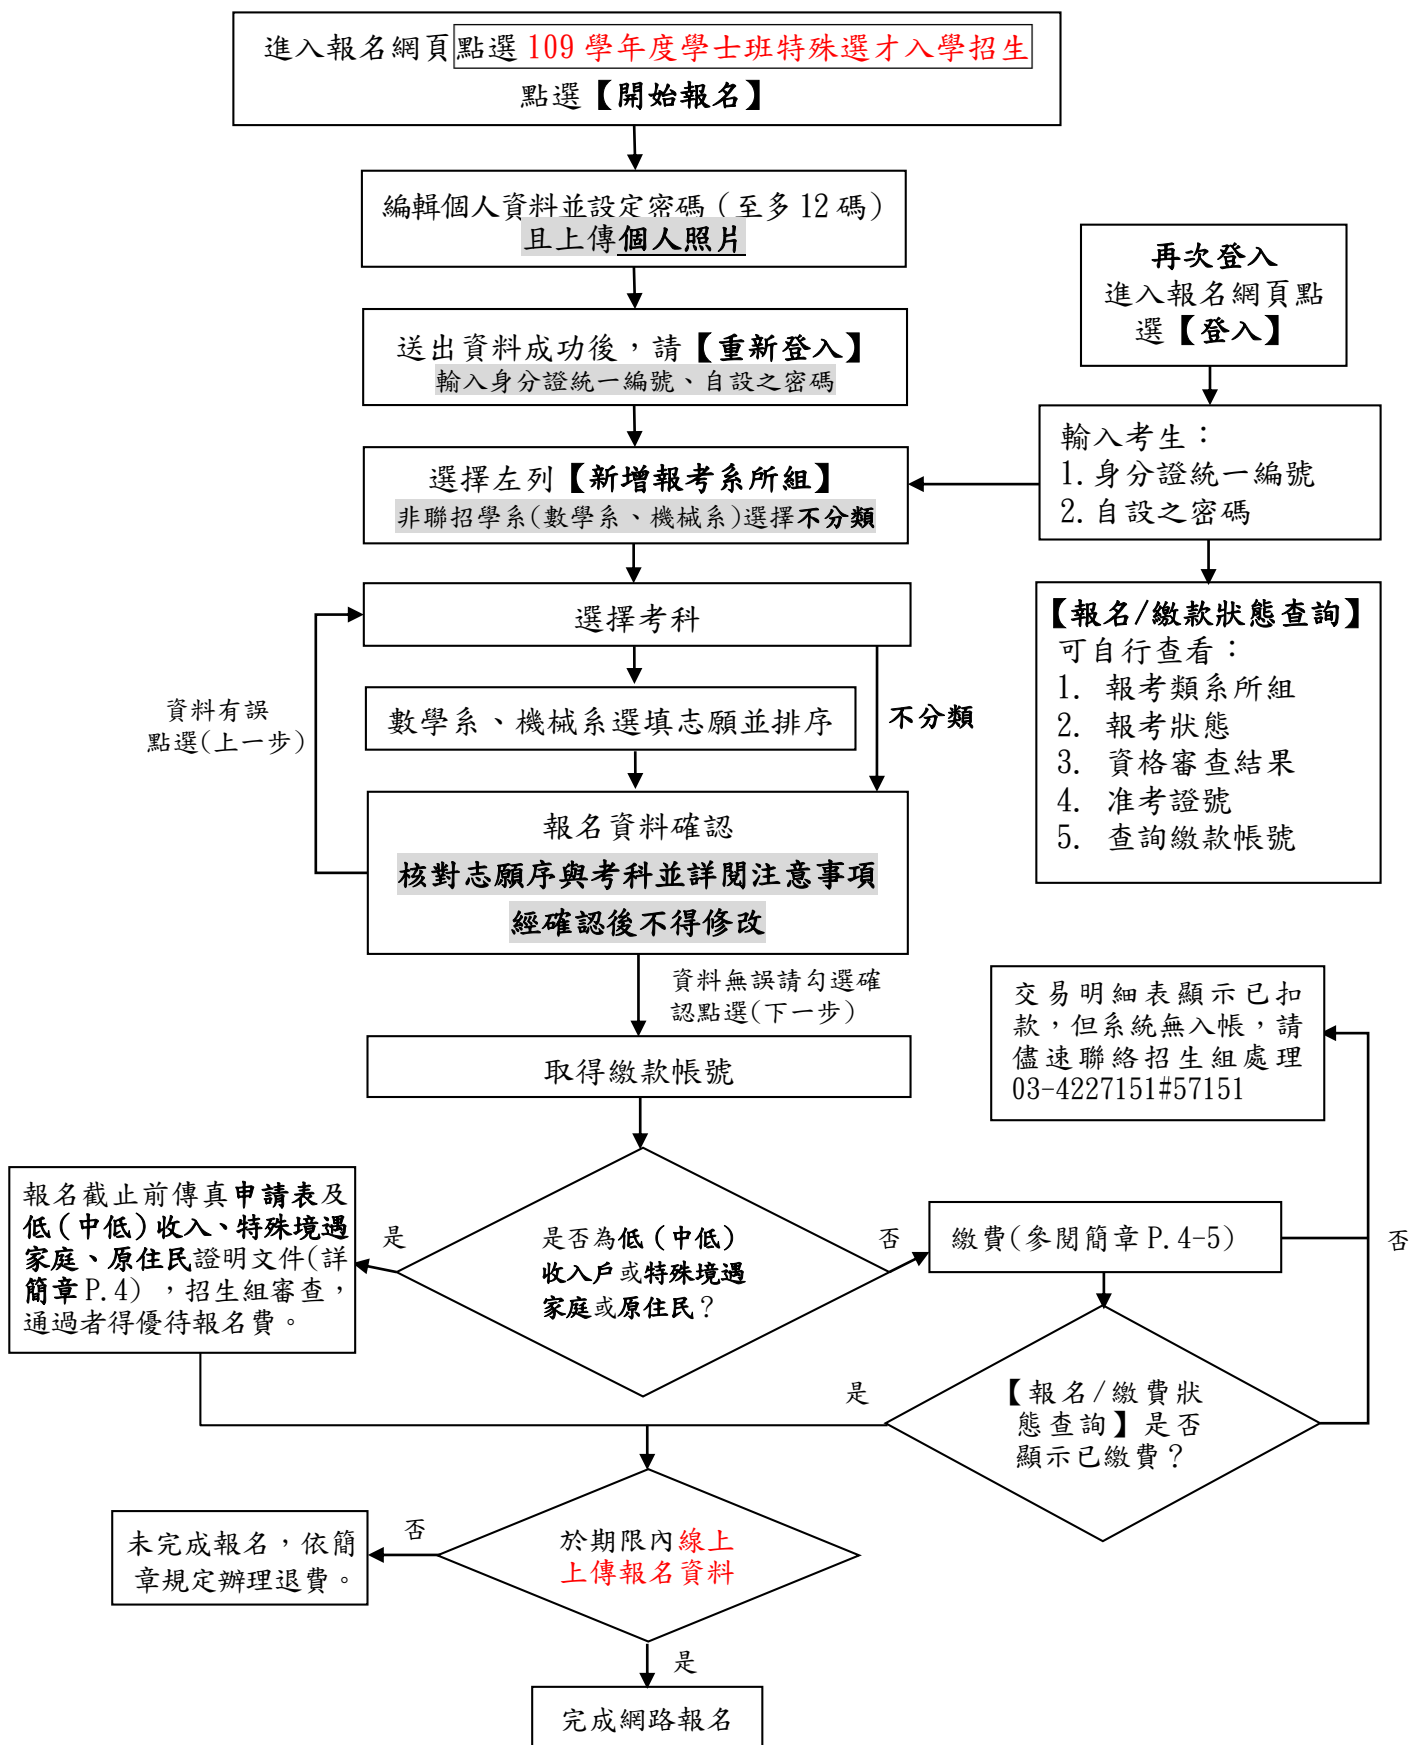 進入報名網頁點選 109 學年度學士班特殊選才入學招生
點選【開始報名】
編輯個人資料並設定密碼（至多 12 碼）
且上傳個人照片
送出資料成功後，請【重新登入】
輸入身分證統一編號、自設之密碼
再次登入
進入報名網頁點
選【登入】
輸入考生：
1. 身分證統一編號
2. 自設之密碼
選擇左列【新增報考系所組】
非聯招學系(數學系、機械系)選擇不分類
選擇考科
【報名/繳款狀態查詢】
可自行查看：
1. 報考類系所組
2. 報考狀態
3. 資格審查結果
4. 准考證號
5. 查詢繳款帳號
資料有誤
點選(上一步)
數學系、機械系選填志願並排序
不分類
報名資料確認
核對志願序與考科並詳閱注意事項
經確認後不得修改
資料無誤請勾選確
認點選(下一步)
取得繳款帳號
交易明細表顯示已扣
款，但系統無入帳，請
儘速聯絡招生組處理
03-4227151#57151
報名截止前傳真申請表及
低（中低）收入、特殊境遇
家庭、原住民證明文件(詳
簡章 P.4)，招生組審查，
通過者得優待報名費。
是
是否為低（中低）
收入戶或特殊境遇
家庭或原住民？
否
繳費(參閱簡章 P.4-5)
否
是
【報名/繳費狀
態查詢】是否
顯示已繳費？
未完成報名，依簡
章規定辦理退費。
否
於期限內線上
上傳報名資料
是
完成網路報名